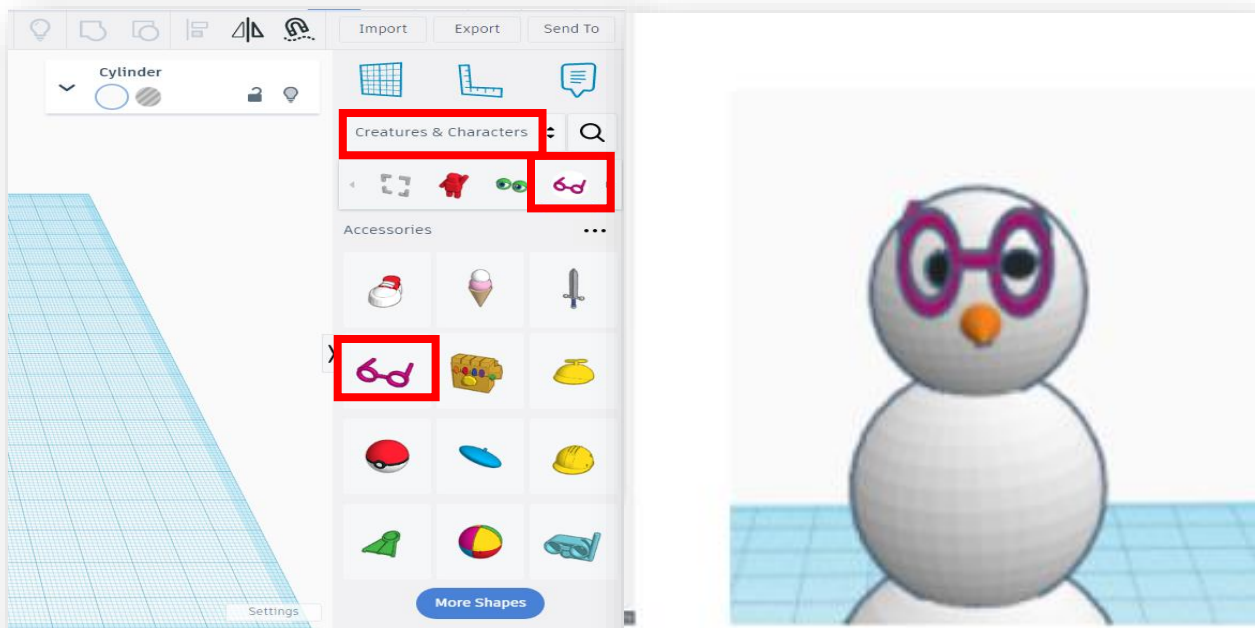 Import Export Send To
Cylinder
Creatures & Characters
Accessories
More Shapes
Settings